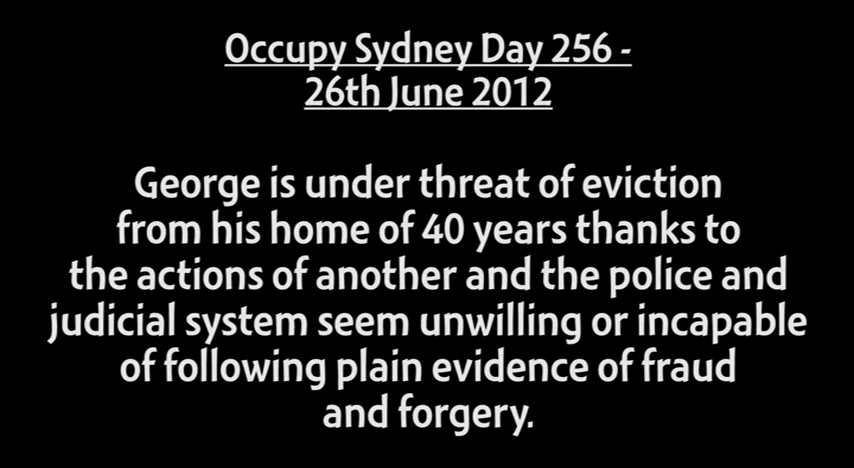 Occupy Sydney Day 256 -
26th June 2012
George is under threat of eviction
from his home of 40 years thanks to
the actions of another and the police and
judicial system seem unwilling or incapable
of following plain evidence of fraud
and forgery.